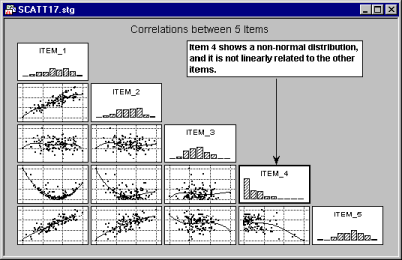 SCATT17.stg
Correlations between 5 Items
ITEM_1
Item 4 shows a non-normal distribution,
and it is not linearly related to the other
items.
ITEM_2
ITEM_3
ITEM_4
ITEM_5